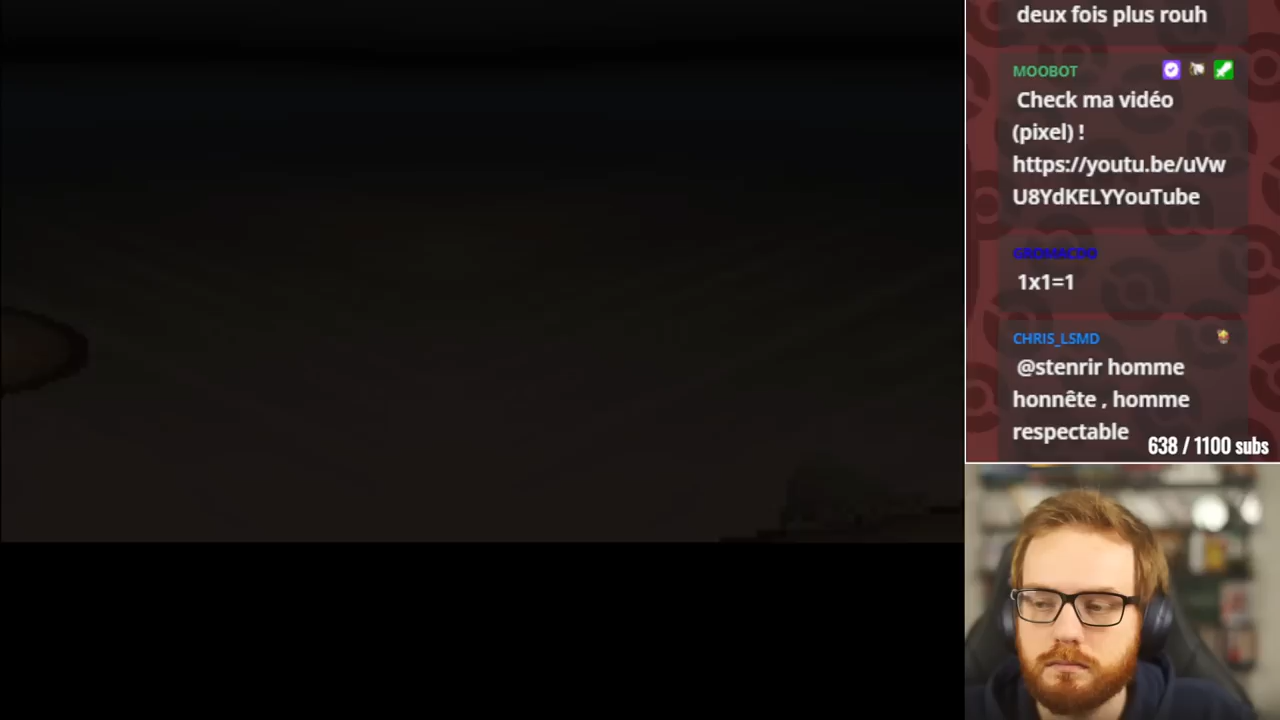 deux fois plus rouh
MOOBOT
Check ma vidéo
(pixel) !
https://youtu.be/uVw
U8YdKELYYouTube
GROMACDO
1x1=1
CHRIS_LSMD
@stenrir homme
honnête , homme
respectable
638 / 1100 subs